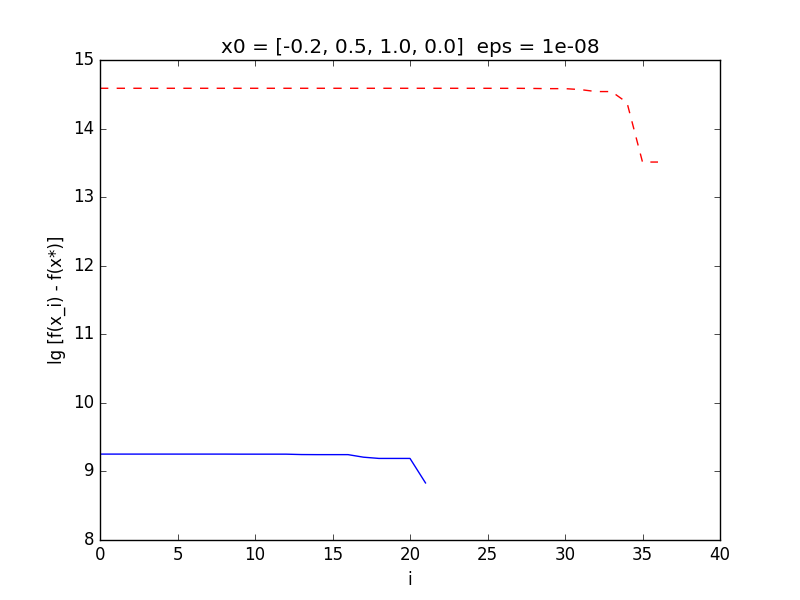 x0 = [-0.2, 0.5, 1.0, 0.0]  eps = 1e-08
lg [f(x_i) - f(x*)]
15
14
13
12
11
10
9
8
0 5 10 15 20 25 30 35 40
i